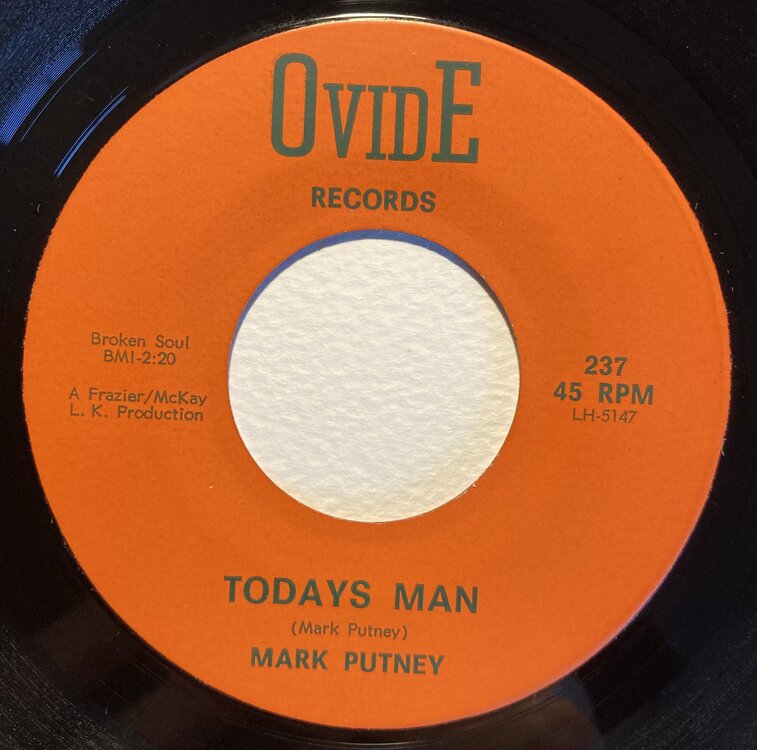 OVIDE
RECORDS
Broken Soul
BMI-2:20
A Frazier/McKay
L. K. Production
237
45 RPM
LH-5147
TODAYS MAN
(Mark Putney)
MARK PUTNEY